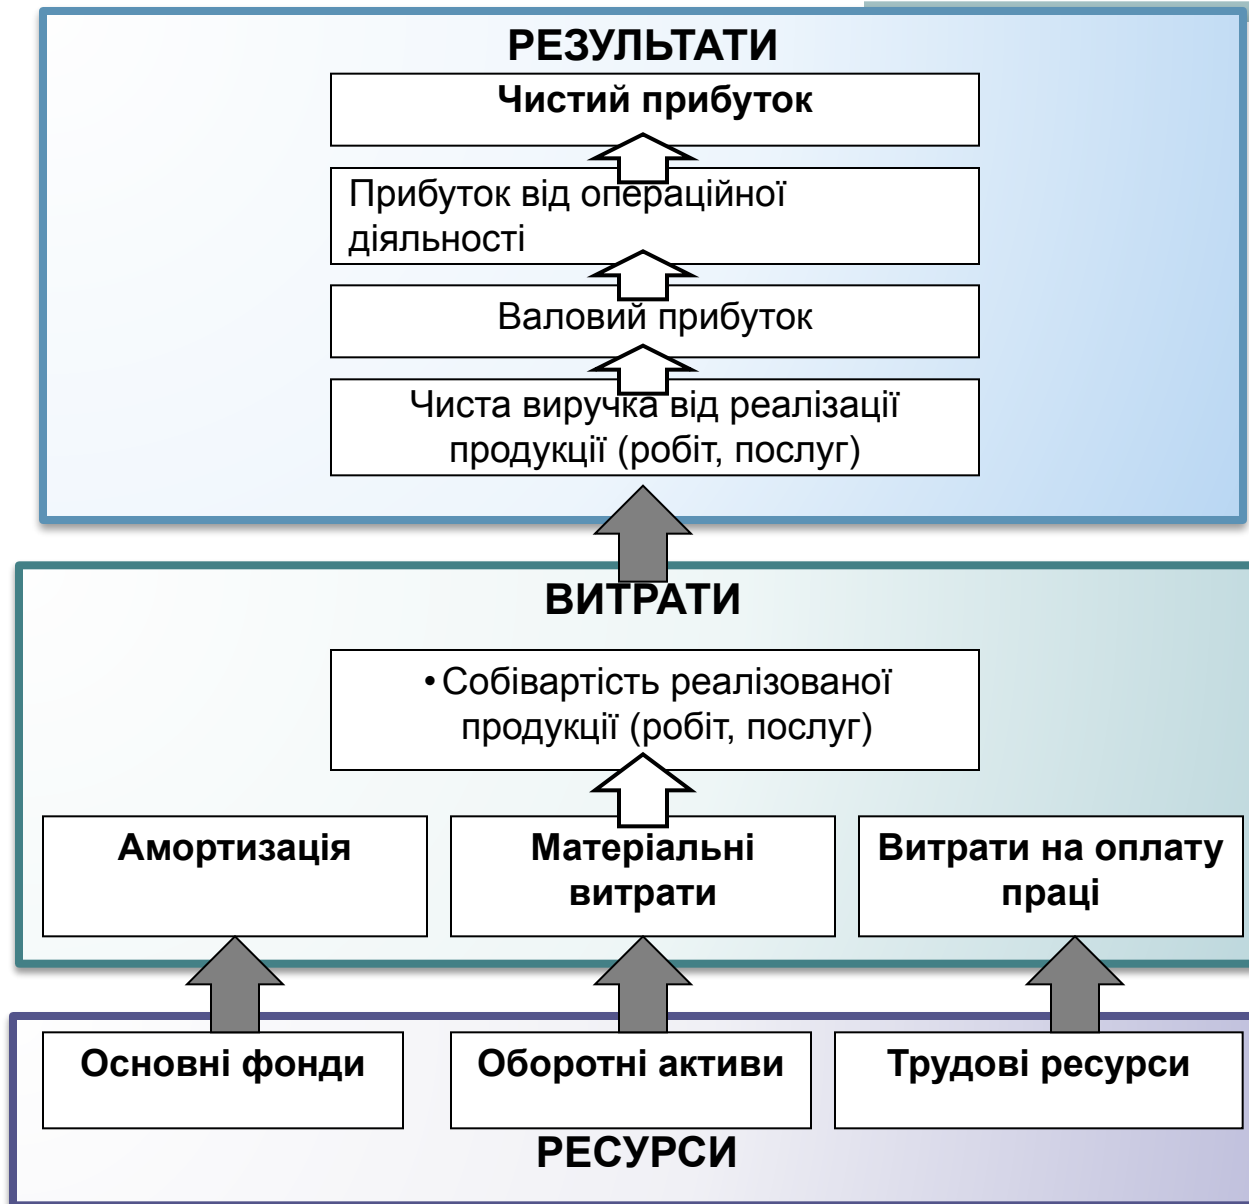 РЕЗУЛЬТАТИ
Чистий прибуток
Прибуток від операційної
діяльності
Валовий прибуток
Чиста виручка від реалізації
продукції (робіт, послуг)
ВИТРАТИ
• Собівартість реалізованої
продукції (робіт, послуг)
Амортизація
Матеріальні
витрати
Витрати на оплату
праці
Основні фонди
Оборотні активи
Трудові ресурси
РЕСУРСИ